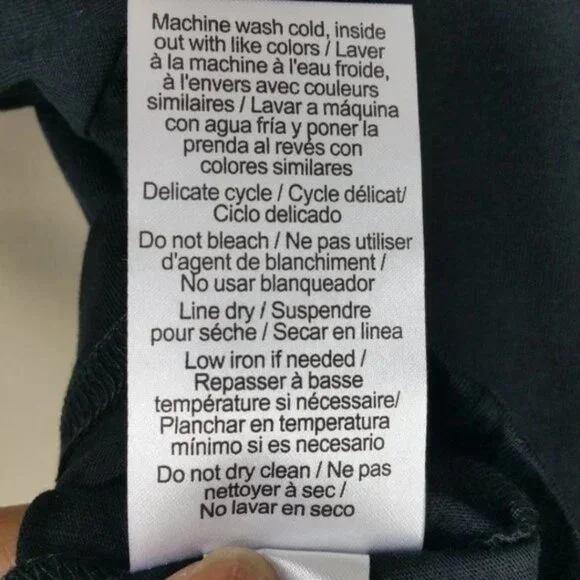 Machine wash cold, inside
out with like colors / Laver
à la machine à l'eau froide,
à l'envers avec couleurs
similaires / Lavar a máquina
con agua fría y poner la
prenda al revés con
colores similares
Delicate cycle / Cycle délicat/
Ciclo delicado
Do not bleach / Ne pas utiliser
d'agent de blanchiment /
No usar blanqueador
Line dry / Suspendre
pour séche / Secar en linea
Low iron if needed /
Repasser à basse
température si nécessaire/
Planchar en temperatura
mínimo si es necesario
Do not dry clean / Ne pas
nettoyer à sec /
No lavar en seco